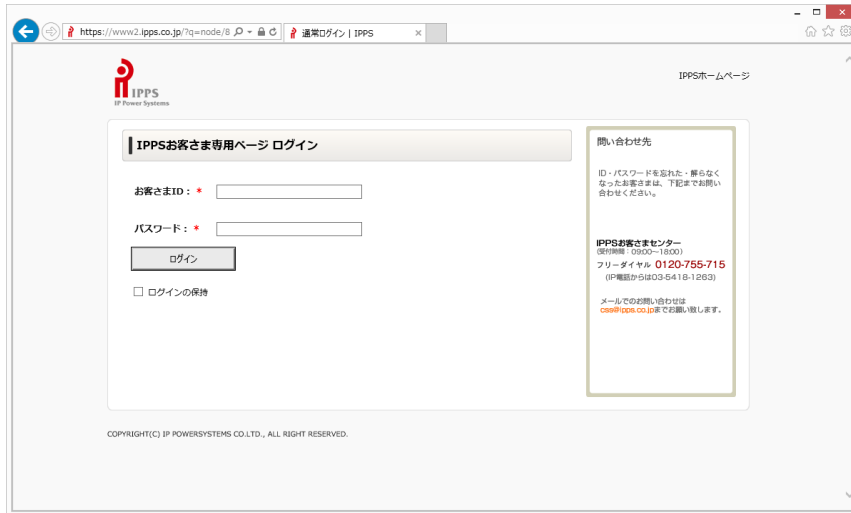 https://www2.ipps.co.jp/?q=node/8
通常ログイン | IPPS
IPPS
IP Power Systems
IPPSホームページ
IPPSお客さま専用ページ ログイン
お客さまID：*
パスワード：*
ログイン
ログインの保持
問い合わせ先
ID・パスワードを忘れた・解らなく
なったお客さまは、下記までお問い
合わせください。
IPPSお客さまセンター
(受付時間：09:00～18:00)
フリーダイヤル 0120-755-715
(IP電話からは03-5418-1263)
メールでのお問い合わせは
css@ipps.co.jpまでお願い致します。
COPYRIGHT(C) IP POWERSYSTEMS CO.LTD., ALL RIGHT RESERVED.